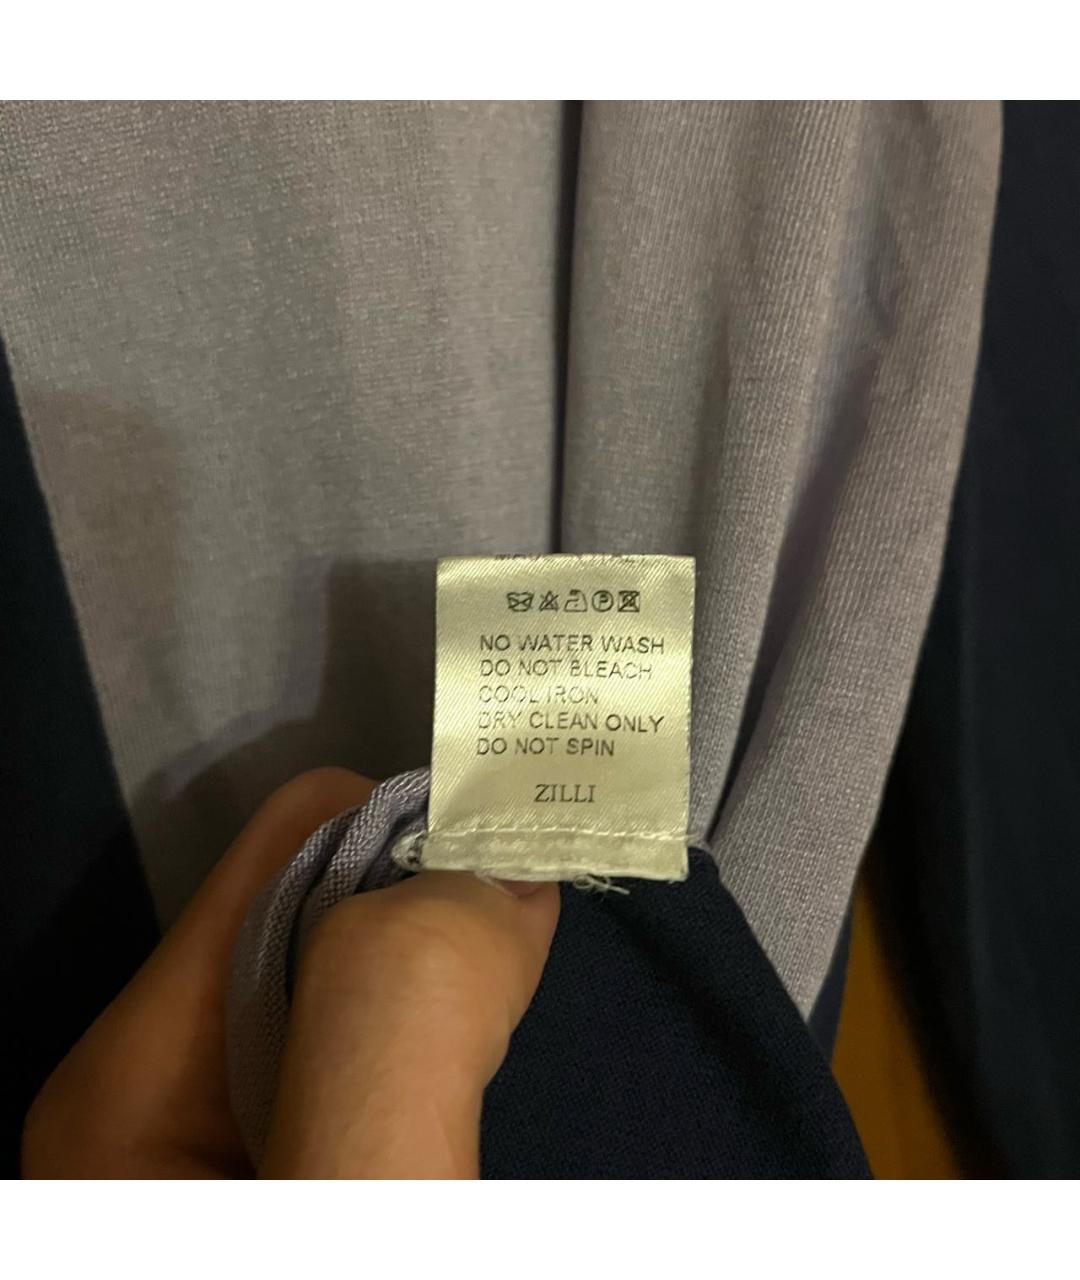 NO WATER WASH
DO NOT BLEACH
COOL IRON
DRY CLEAN ONLY
DO NOT SPIN
ZILLI